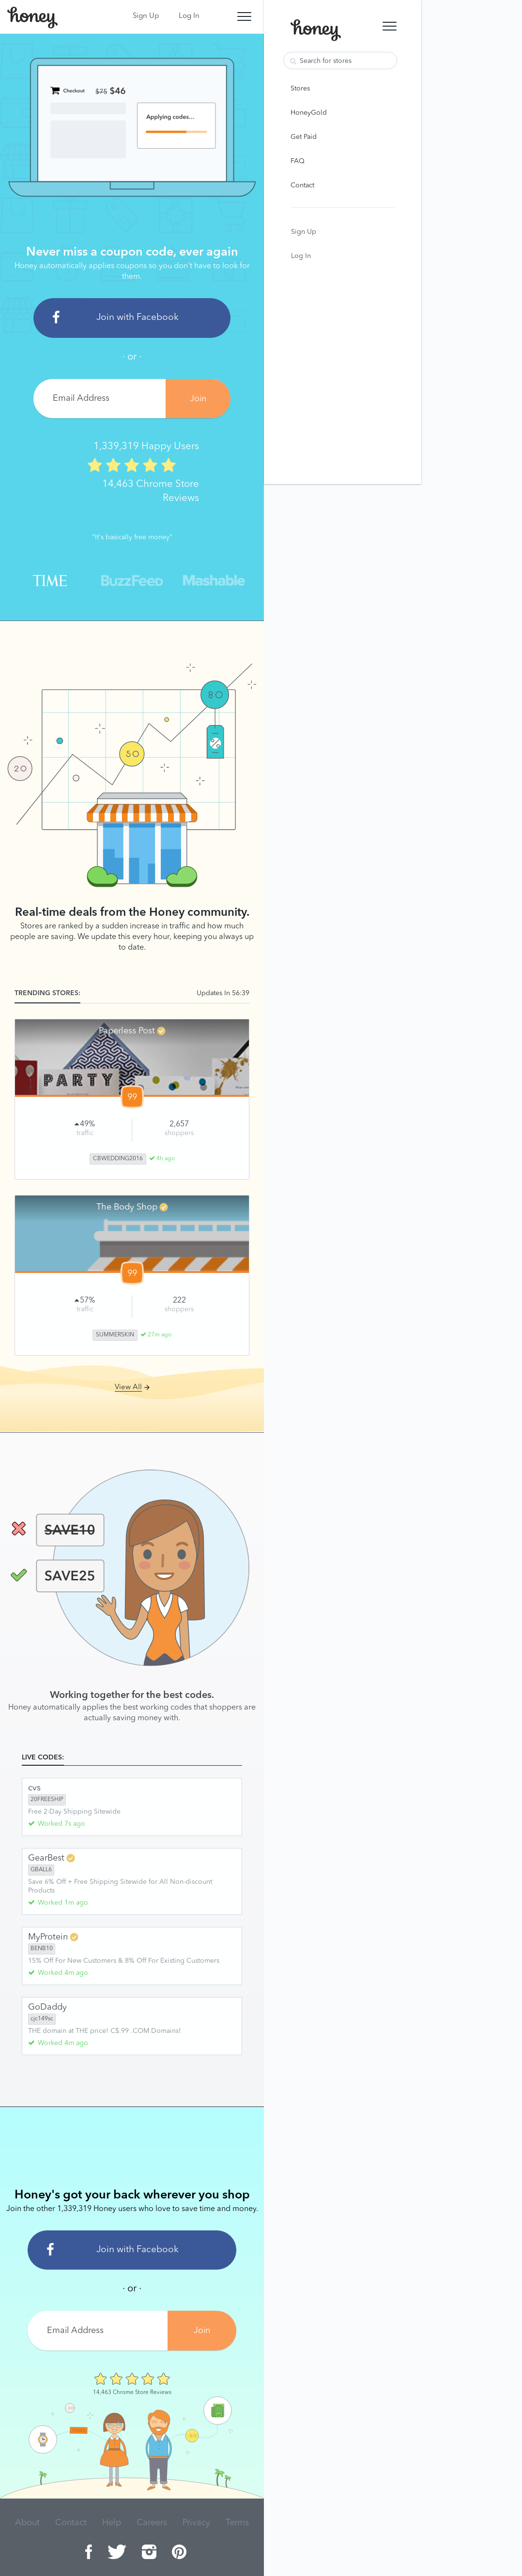 honey
Sign Up
Log In
Checkout
$75 $46
Applying codes...
Never miss a coupon code, ever again
Honey automatically applies coupons so you don't have to look for
them.
Join with Facebook
· or ·
Email Address
Join
1,339,319 Happy Users
14,463 Chrome Store
Reviews
"It's basically free money"
TIME
BuzzFeed
Mashable
80
50
20
Real-time deals from the Honey community.
Stores are ranked by a sudden increase in traffic and how much
people are saving. We update this every hour, keeping you always up
to date.
TRENDING STORES:
Updates In 56:39
Paperless Post
PARTY
99
49%
traffic
2,657
shoppers
CBWEDDING2016
4h ago
The Body Shop
99
57%
traffic
222
shoppers
SUMMERSKIN
27m ago
View All
SAVE10
SAVE25
Working together for the best codes.
Honey automatically applies the best working codes that shoppers are
actually saving money with.
LIVE CODES:
cvs
20FREESHIP
Free 2-Day Shipping Sitewide
Worked 7s ago
GearBest
GBALL6
Save 6% Off + Free Shipping Sitewide for All Non-discount
Products
Worked 1m ago
MyProtein
BENB10
15% Off For New Customers & 8% Off For Existing Customers
Worked 4m ago
GoDaddy
cjc149sc
THE domain at THE price! C$.99 .COM Domains!
Worked 4m ago
Honey's got your back wherever you shop
Join the other 1,339,319 Honey users who love to save time and money.
Join with Facebook
· or ·
Email Address
Join
14,463 Chrome Store Reviews
About
Contact
Help
Careers
Privacy
Terms
honey
Search for stores
Stores
HoneyGold
Get Paid
FAQ
Contact
Sign Up
Log In